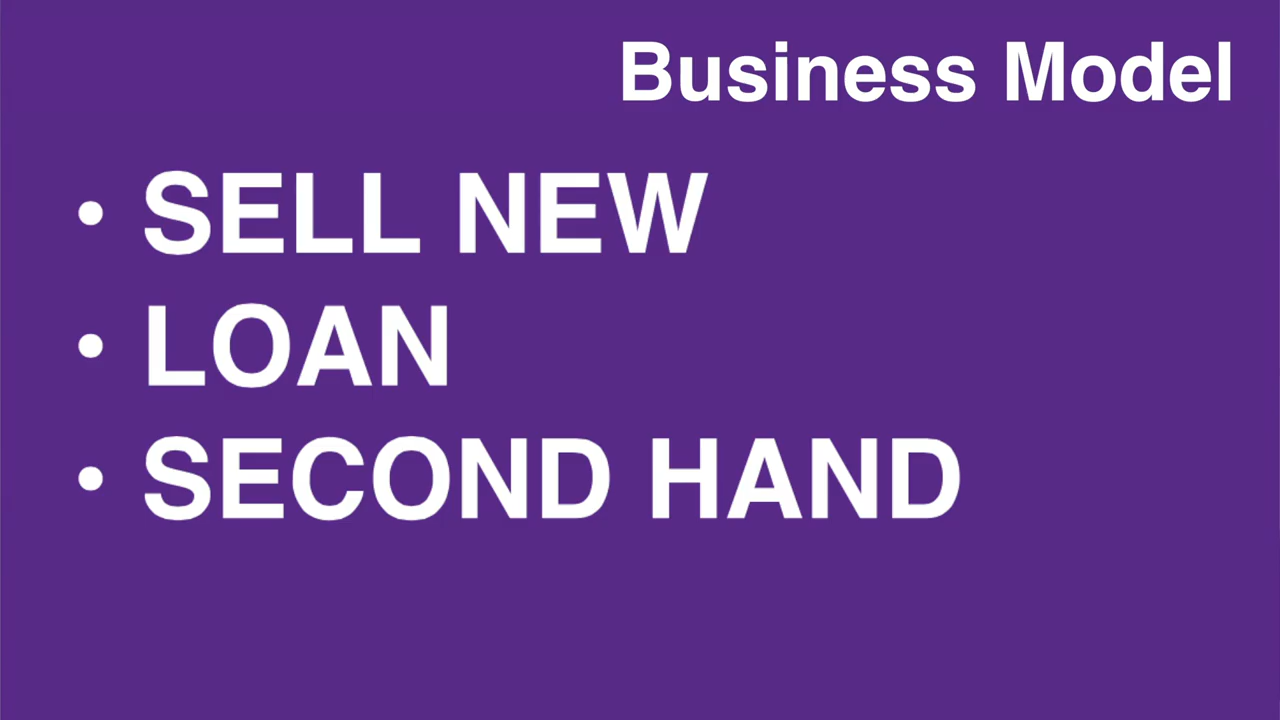 Business Model
• SELL NEW
• LOAN
• SECOND HAND